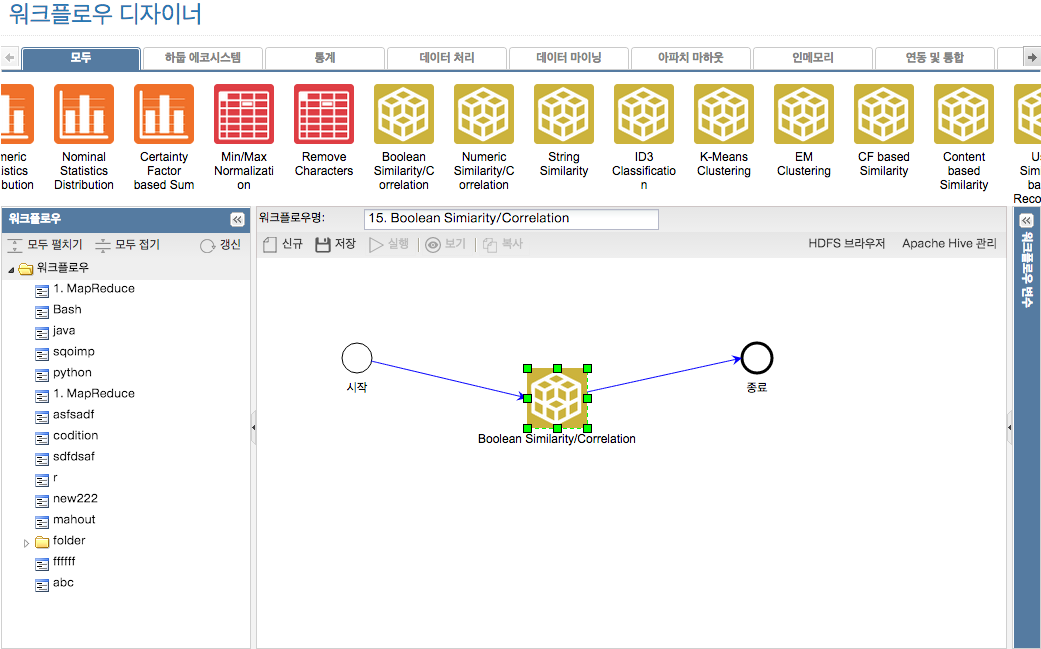 워크플로우 디자이너
모두
하둡 에코시스템
통계
데이터 처리
데이터 마이닝
아파치 마하웃
인메모리
연동 및 통합
neric
istics
bution
Nominal
Statistics
Distribution
Certainty
Factor
based Sum
Min/Max
Normalizati
on
Remove
Characters
Boolean
Similarity/C
orrelation
Numeric
Similarity/C
orrelation
String
Similarity
ID3
Classificatio
n
K-Means
Clustering
EM
Clustering
CF based
Similarity
Content
based
Similarity
Us
Sim
ba
Reco
워크플로우
모두 펼치기
모두 접기
갱신
워크플로우
1. MapReduce
Bash
java
sqoimp
python
1. MapReduce
asfsadf
codition
sdfdsaf
r
new222
mahout
folder
ffffff
abc
워크플로우명:
15. Boolean Simiarity/Correlation
신규
저장
실행
보기
복사
HDFS 브라우저
Apache Hive 관리
시작
Boolean Similarity/Correlation
종료
워크플로우 변수